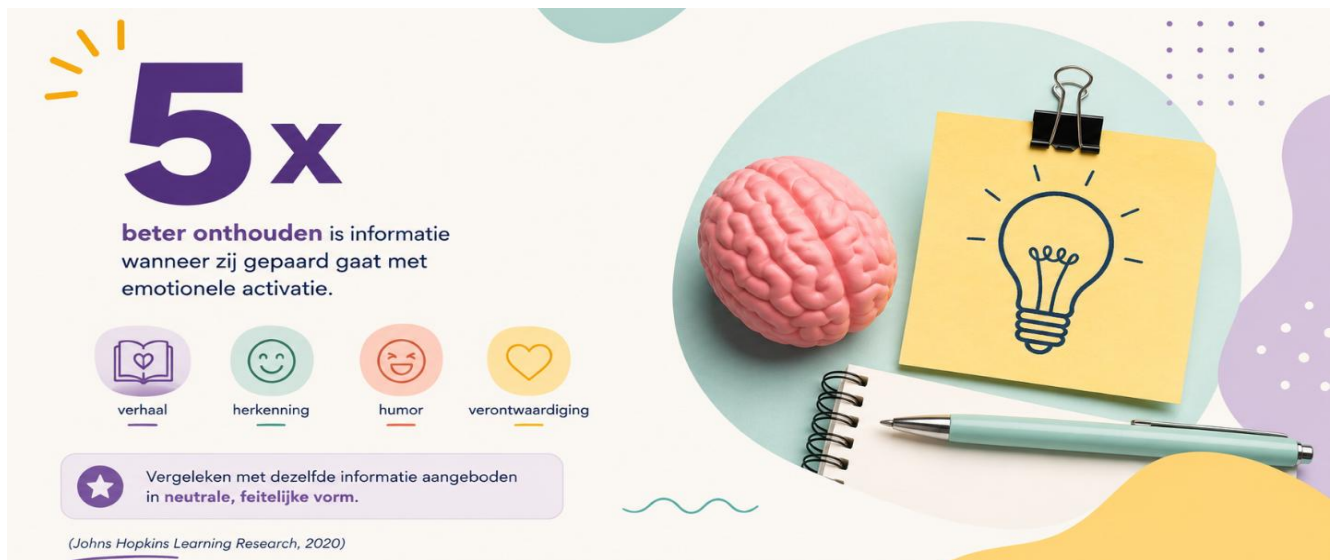 5x
beter onthouden is informatie
wanneer zij gepaard gaat met
emotionele activatie.
verhaal
herkenning
humor
verontwaardiging
Vergeleken met dezelfde informatie aangeboden
in neutrale, feitelijke vorm.
(Johns Hopkins Learning Research, 2020)